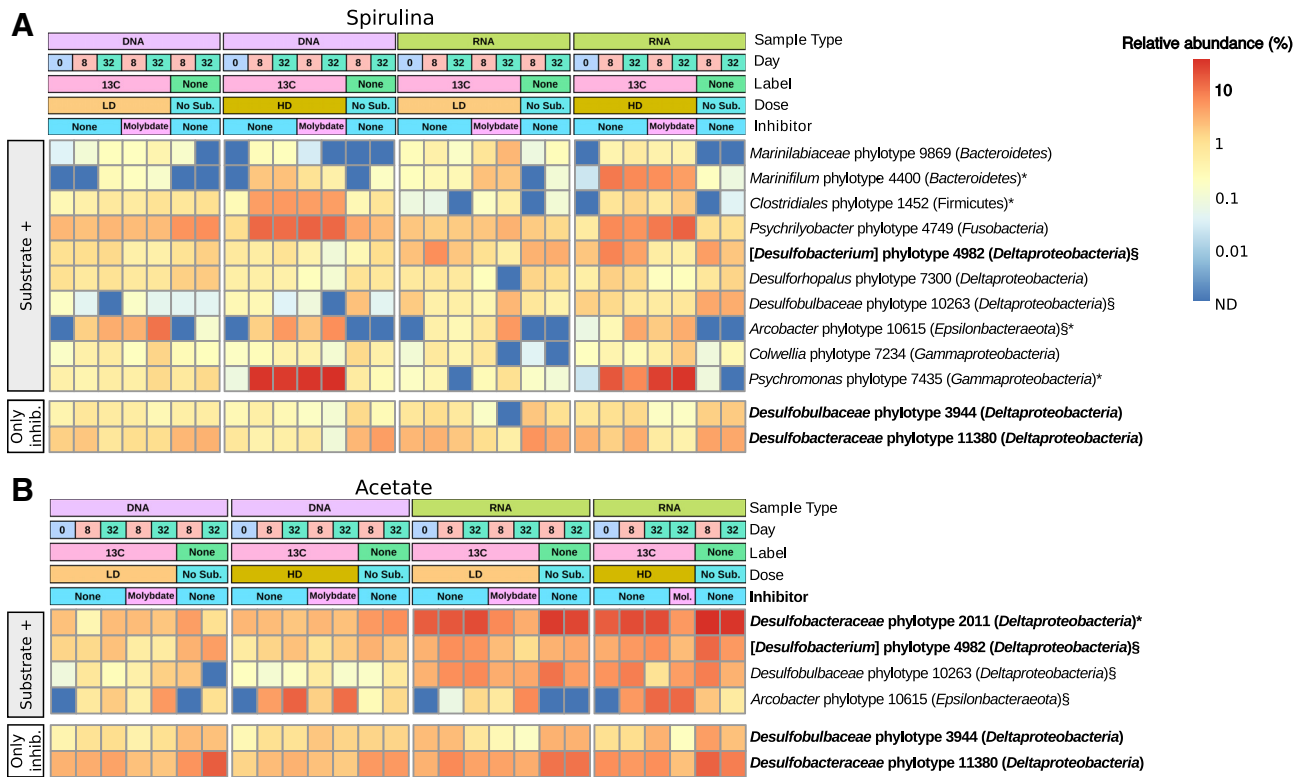 A
Spirulina
DNA DNA RNA RNA Sample Type
0 8 32 8 32 8 32 0 8 32 8 32 8 32 0 8 32 8 32 8 32 0 8 32 8 32 8 32 Day
13C None 13C None 13C None 13C None Label
LD No Sub. HD No Sub. LD No Sub. HD No Sub. Dose
None Molybdate None None Molybdate None None Molybdate None None Molybdate None Inhibitor
Relative abundance (%)
10
1
0.1
0.01
ND
Substrate +
Marinilabiaceae phylotype 9869 (Bacteroidetes)
Marinifilum phylotype 4400 (Bacteroidetes)*
Clostridiales phylotype 1452 (Firmicutes)*
Psychrilyobacter phylotype 4749 (Fusobacteria)
[Desulfobacterium] phylotype 4982 (Deltaproteobacteria)§
Desulforhopalus phylotype 7300 (Deltaproteobacteria)
Desulfobulbaceae phylotype 10263 (Deltaproteobacteria)§
Arcobacter phylotype 10615 (Epsilonbacteraeota)§*
Colwellia phylotype 7234 (Gammaproteobacteria)
Psychromonas phylotype 7435 (Gammaproteobacteria)*
Only
inhib.
Desulfobulbaceae phylotype 3944 (Deltaproteobacteria)
Desulfobacteraceae phylotype 11380 (Deltaproteobacteria)
B
Acetate
DNA DNA RNA RNA Sample Type
0 8 32 8 32 8 32 0 8 32 8 32 8 32 0 8 32 8 32 8 32 0 8 32 8 8 32 Day
13C None 13C None 13C None 13C None Label
LD No Sub. HD No Sub. LD No Sub. HD No Sub. Dose
None Molybdate None None Molybdate None None Molybdate None None Mol. None Inhibitor
Substrate +
Desulfobacteraceae phylotype 2011 (Deltaproteobacteria)*
[Desulfobacterium] phylotype 4982 (Deltaproteobacteria)§
Desulfobulbaceae phylotype 10263 (Deltaproteobacteria)§
Arcobacter phylotype 10615 (Epsilonbacteraeota)§
Only
inhib.
Desulfobulbaceae phylotype 3944 (Deltaproteobacteria)
Desulfobacteraceae phylotype 11380 (Deltaproteobacteria)